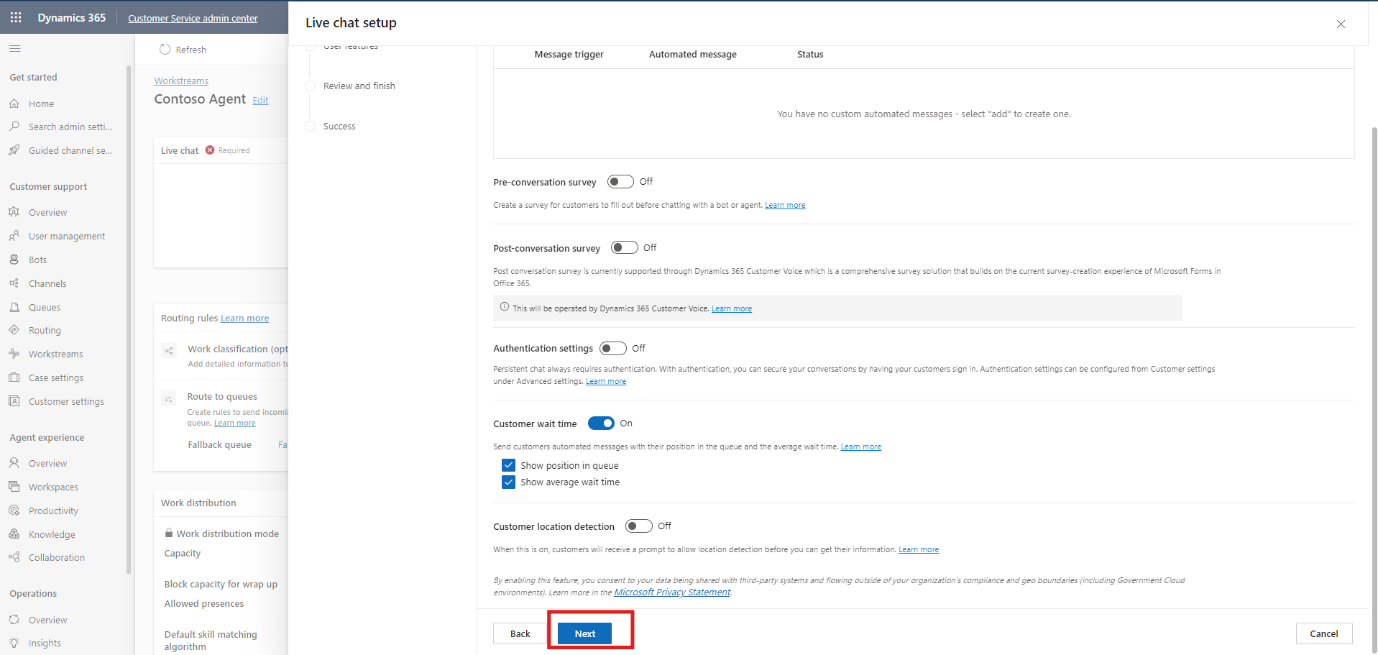 Dynamics 365
Customer Service admin center
Get started
Home
Search admin setti...
Guided channel se...
Customer support
Overview
User management
Bots
Channels
Queues
Routing
Workstreams
Case settings
Customer settings
Agent experience
Overview
Workspaces
Productivity
Knowledge
Collaboration
Operations
Overview
Insights
Refresh
Workstreams
Contoso Agent Edit
Live chat Required
Routing rules Learn more
Work classification (opt
Add detailed information to
Route to queues
Create rules to send incomi
queue. Learn more
Fallback queue Fa
Work distribution
Work distribution mode
Capacity
Block capacity for wrap up
Allowed presences
Default skill matching
algorithm
Live chat setup
User features
Review and finish
Success
Message trigger Automated message Status
You have no custom automated messages - select "add" to create one.
Pre-conversation survey Off
Create a survey for customers to fill out before chatting with a bot or agent. Learn more
Post-conversation survey Off
Post conversation survey is currently supported through Dynamics 365 Customer Voice which is a comprehensive survey solution that builds on the current survey-creation experience of Microsoft Forms in
Office 365.
This will be operated by Dynamics 365 Customer Voice. Learn more
Authentication settings Off
Persistent chat always requires authentication. With authentication, you can secure your conversations by having your customers sign in. Authentication settings can be configured from Customer settings
under Advanced settings. Learn more
Customer wait time On
Send customers automated messages with their position in the queue and the average wait time. Learn more
Show position in queue
Show average wait time
Customer location detection Off
When this is on, customers will receive a prompt to allow location detection before you can get their information. Learn more
By enabling this feature, you consent to your data being shared with third-party systems and flowing outside of your organization's compliance and geo boundaries (including Government Cloud
environments). Learn more in the Microsoft Privacy Statement.
Back Next Cancel